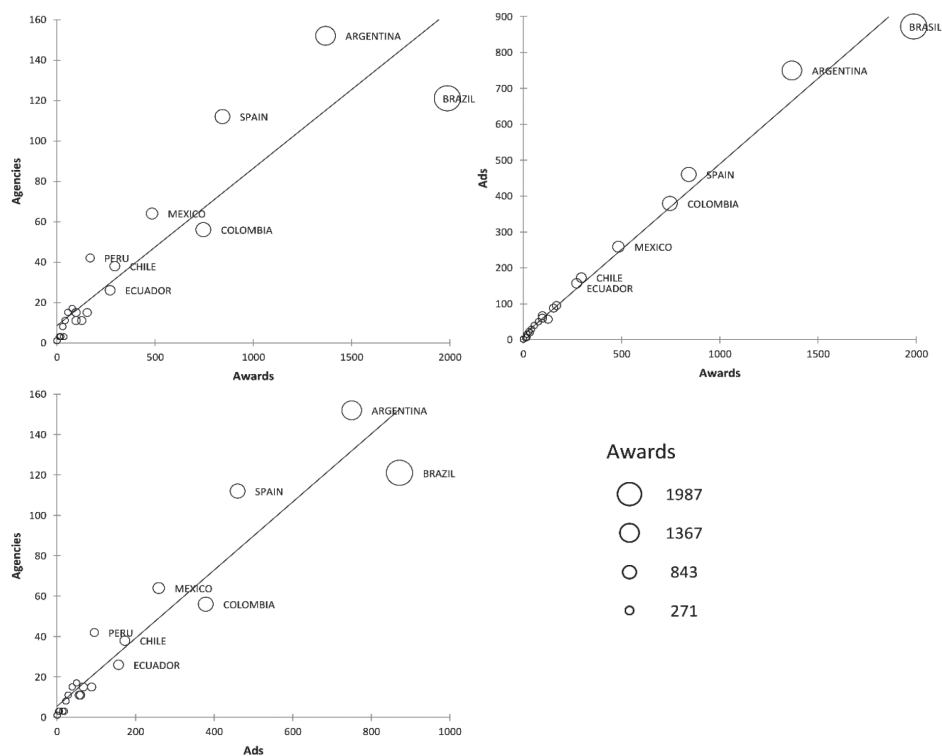 160
140
120
100
80
60
40
20
0
Agencies
ARGENTINA
BRAZIL
SPAIN
MEXICO
COLOMBIA
PERU
CHILE
ECUADOR
0 500 1000 1500 2000
Awards
900
800
700
600
500
400
300
200
100
0
Ads
BRASIL
ARGENTINA
SPAIN
COLOMBIA
MEXICO
CHILE
ECUADOR
0 500 1000 1500 2000
Awards
160
140
120
100
80
60
40
20
0
Agencies
ARGENTINA
BRAZIL
SPAIN
MEXICO
COLOMBIA
PERU
CHILE
ECUADOR
0 200 400 600 800 1000
Ads
Awards
1987
1367
843
271